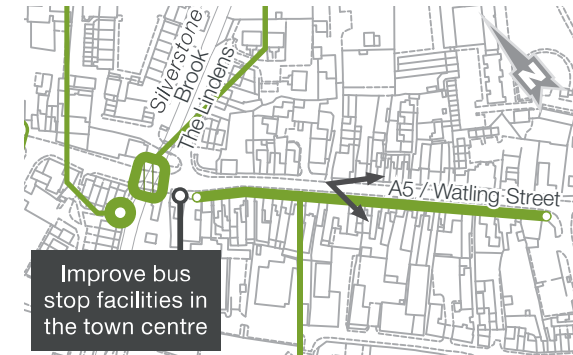 Silverstone
Brook
The Lindens
N
A5 / Watling Street
Improve bus
stop facilities in
the town centre